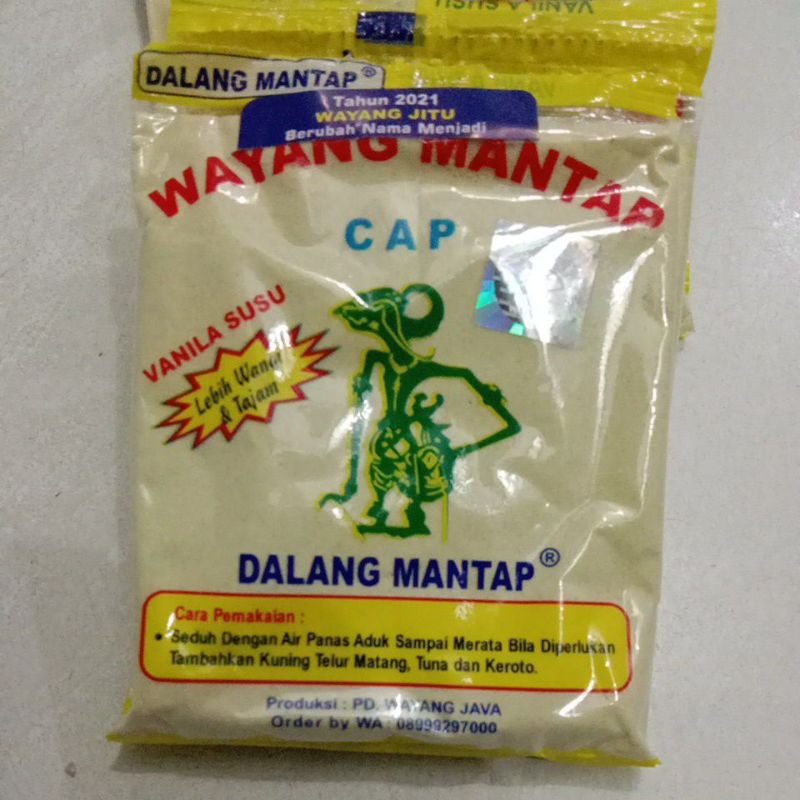 VANILA SUSU
DALANG MANTAP®
Tahun 2021
WAYANG JITU
Berubah Nama Menjadi
WAYANG MANTAP
CAP
VANILA SUSU
Lebih Wangi
& Tajam
DALANG MANTAP®
Cara Pemakaian :
• Seduh Dengan Air Panas Aduk Sampai Merata Bila Diperlukan
Tambahkan Kuning Telur Matang, Tuna dan Keroto.
Produksi : PD. WAYANG JAVA
Order by WA : 08999297000